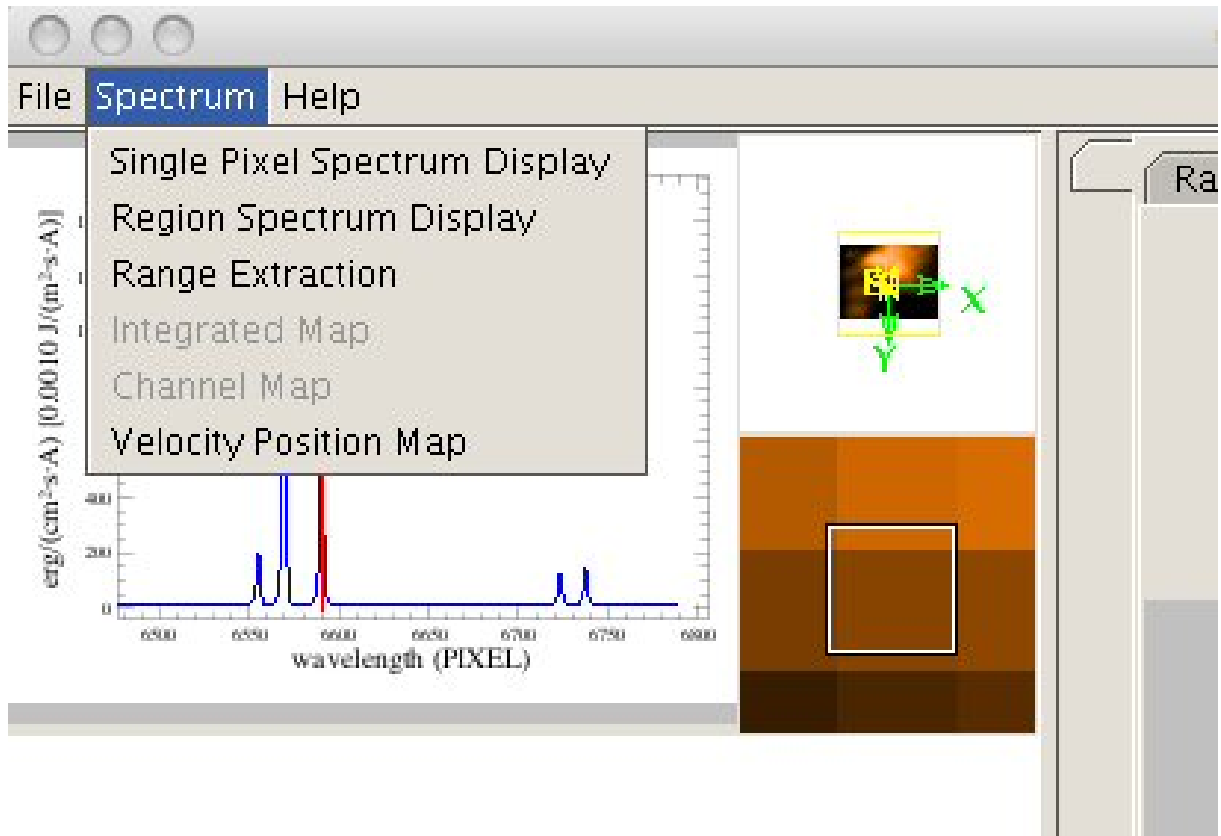 File Spectrum Help
Single Pixel Spectrum Display
Region Spectrum Display
Range Extraction
Integrated Map
Channel Map
Velocity Position Map
Ra
erg/(cm²·s·A) [0.0010 J/(m²·s·A)]
400
200
0
6500 6550 6600 6650 6700 6750 6800
wavelength (PIXEL)
X
Y